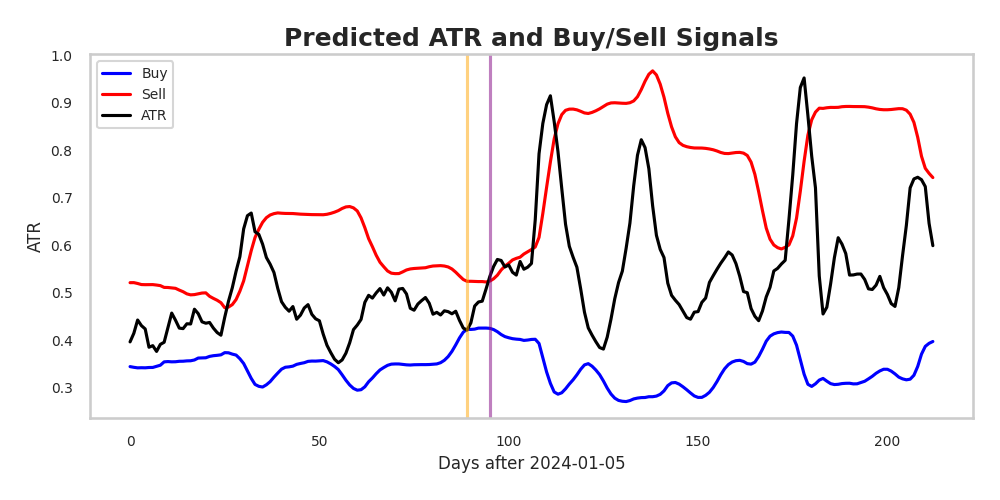 Predicted ATR and Buy/Sell Signals
Buy
Sell
ATR
1.0
0.9
0.8
0.7
0.6
0.5
0.4
0.3
ATR
0 50 100 150 200
Days after 2024-01-05